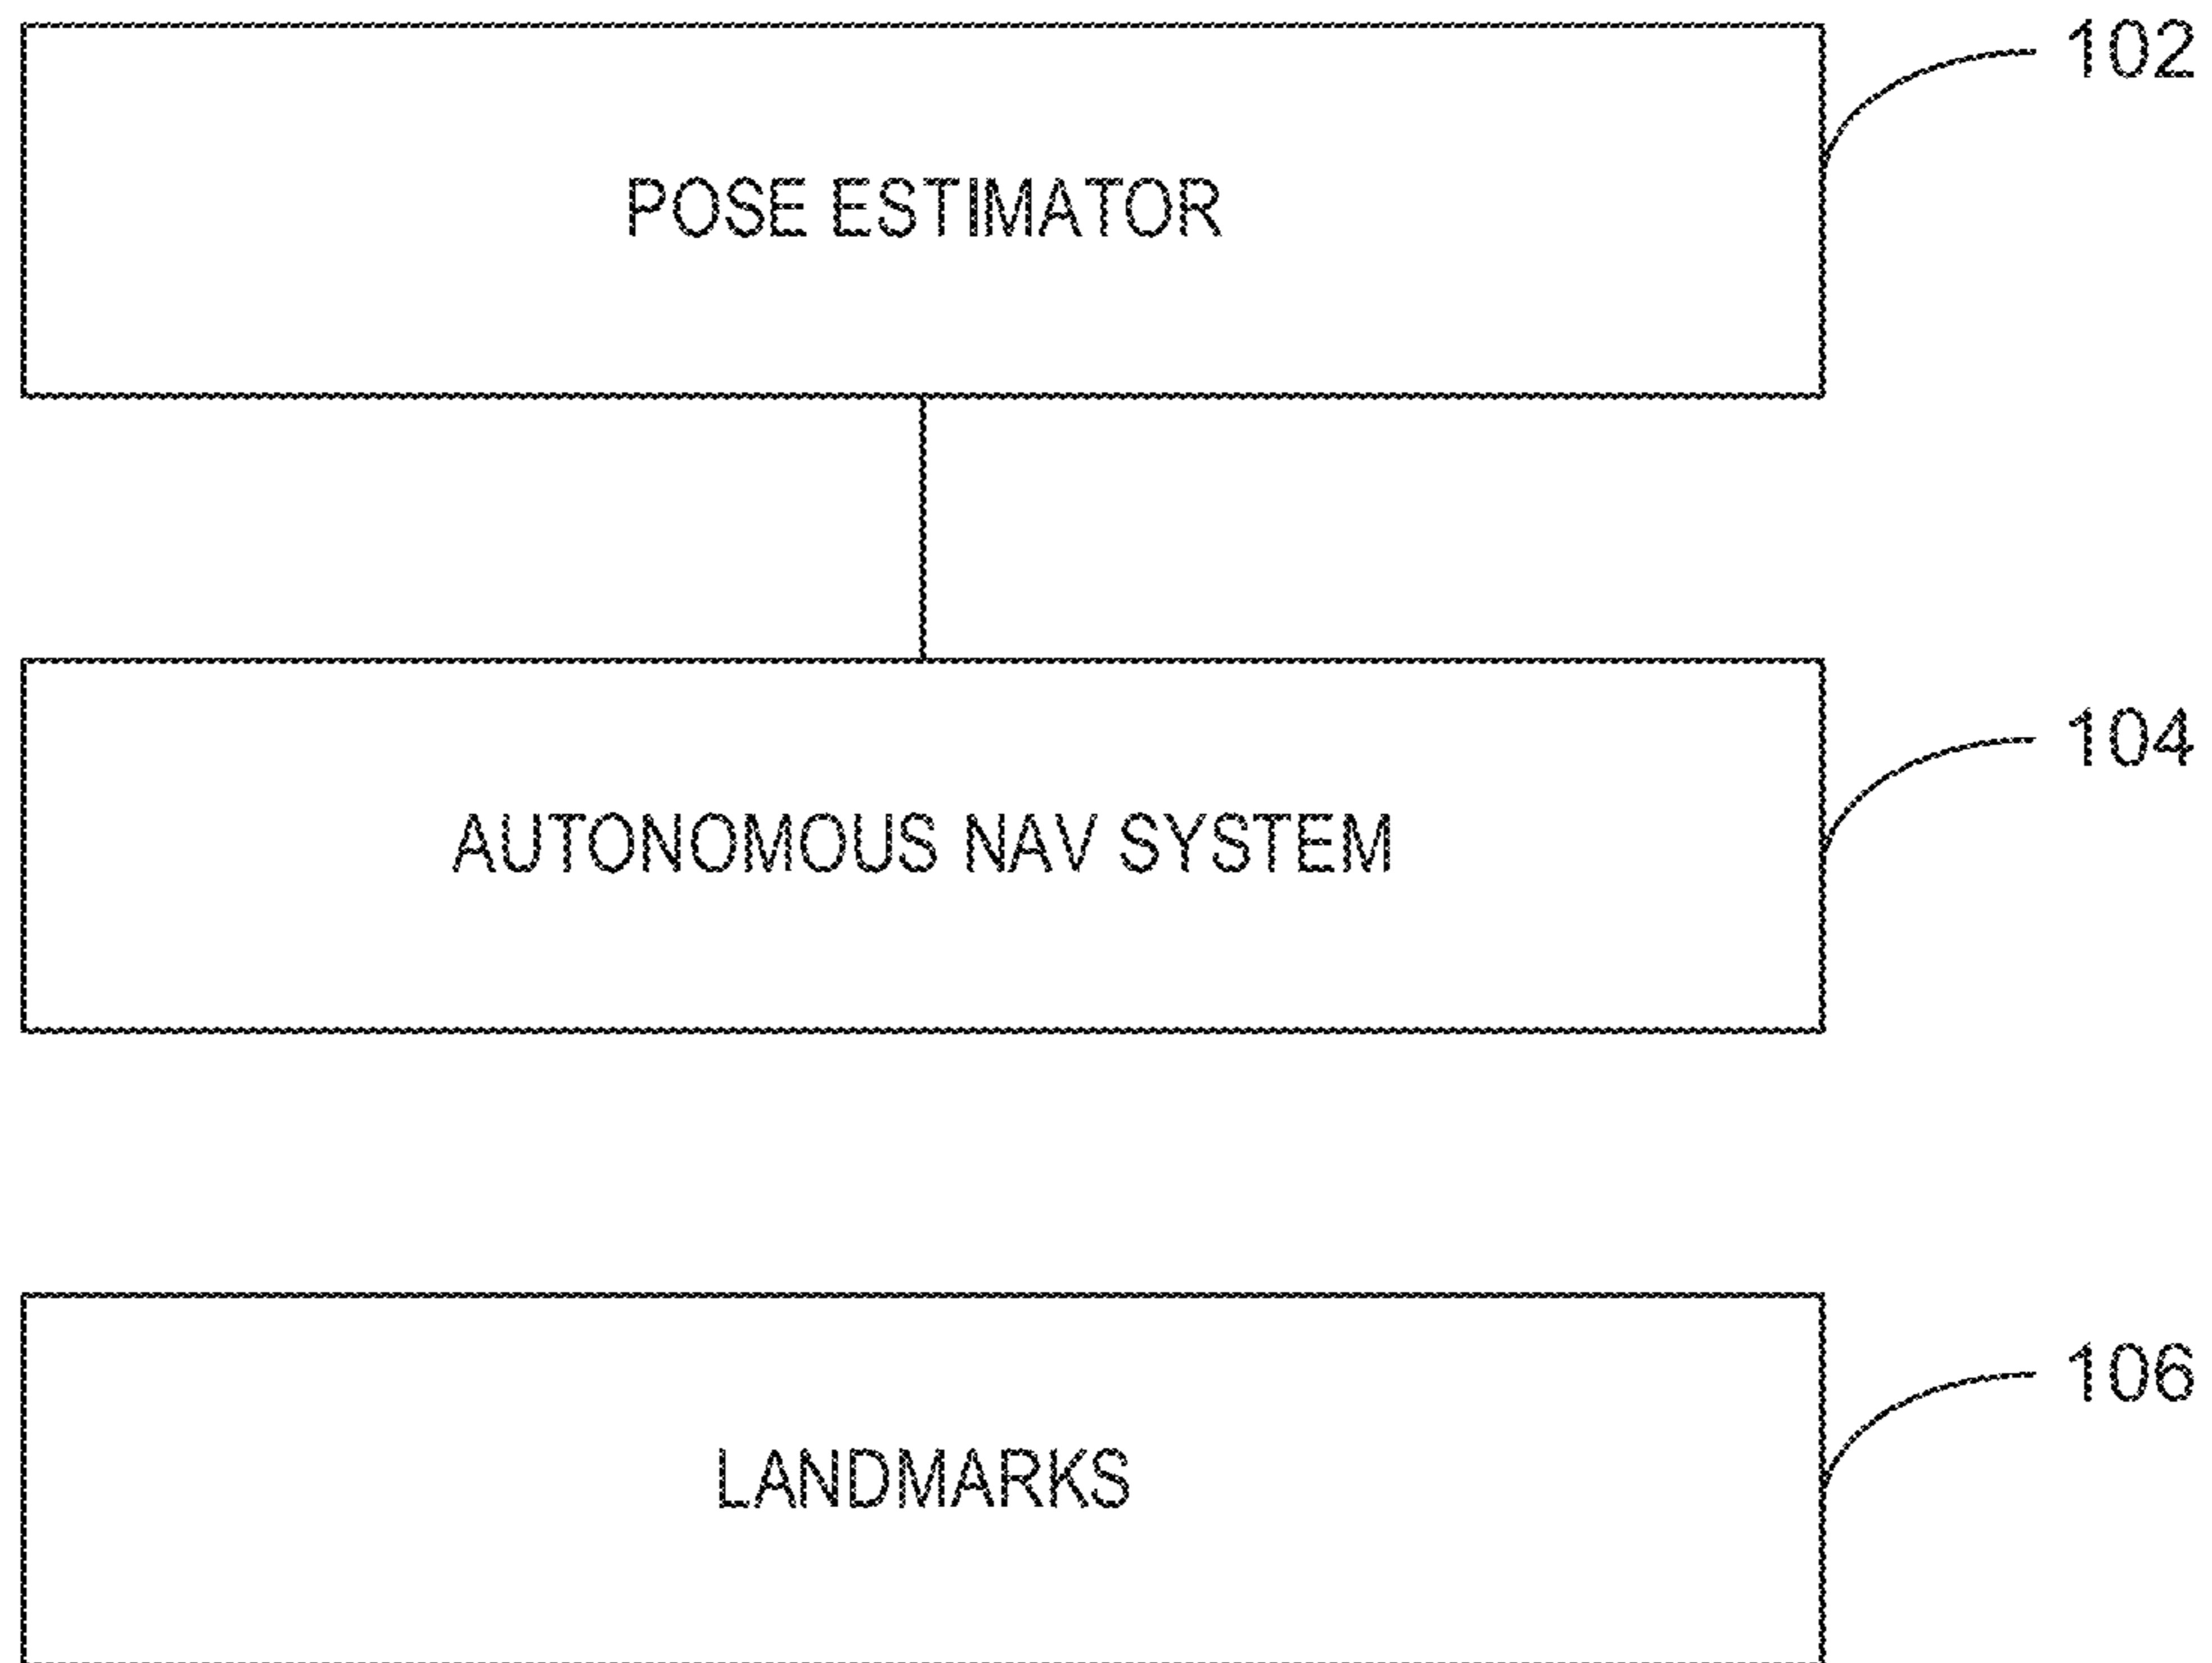 102
POSE ESTIMATOR
104
AUTONOMOUS NAV SYSTEM
106
LANDMARKS